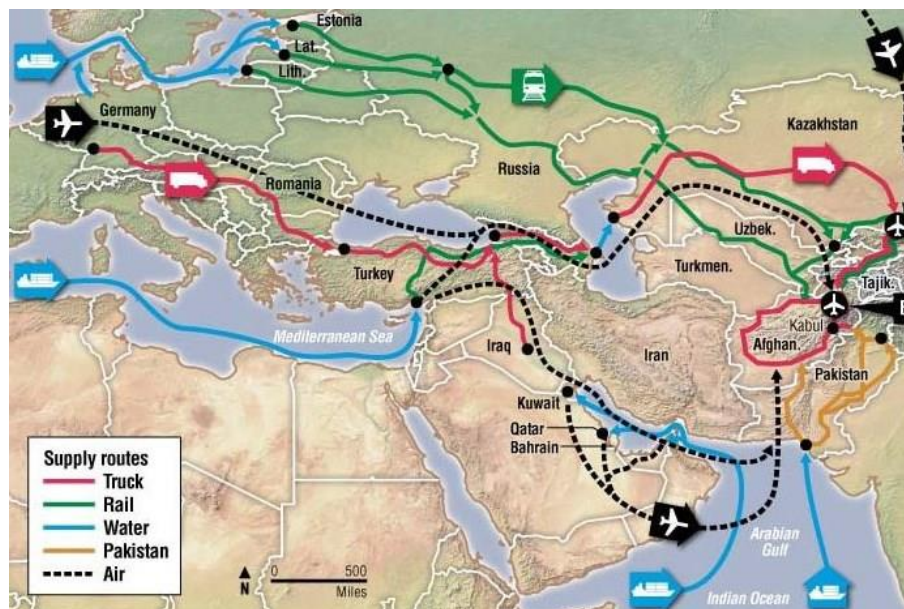 Estonia
Lat.
Lith.
Germany
Kazakhstan
Russia
Romania
Uzbek.
Turkey
Turkmen.
Tajik.
Mediterranean Sea
Kabul
Iraq
Iran
Afghan.
Pakistan
Kuwait
Qatar
Bahrain
Supply routes
Truck
Rail
Water
Pakistan
Air
N
0 500
Miles
Arabian
Gulf
Indian Ocean